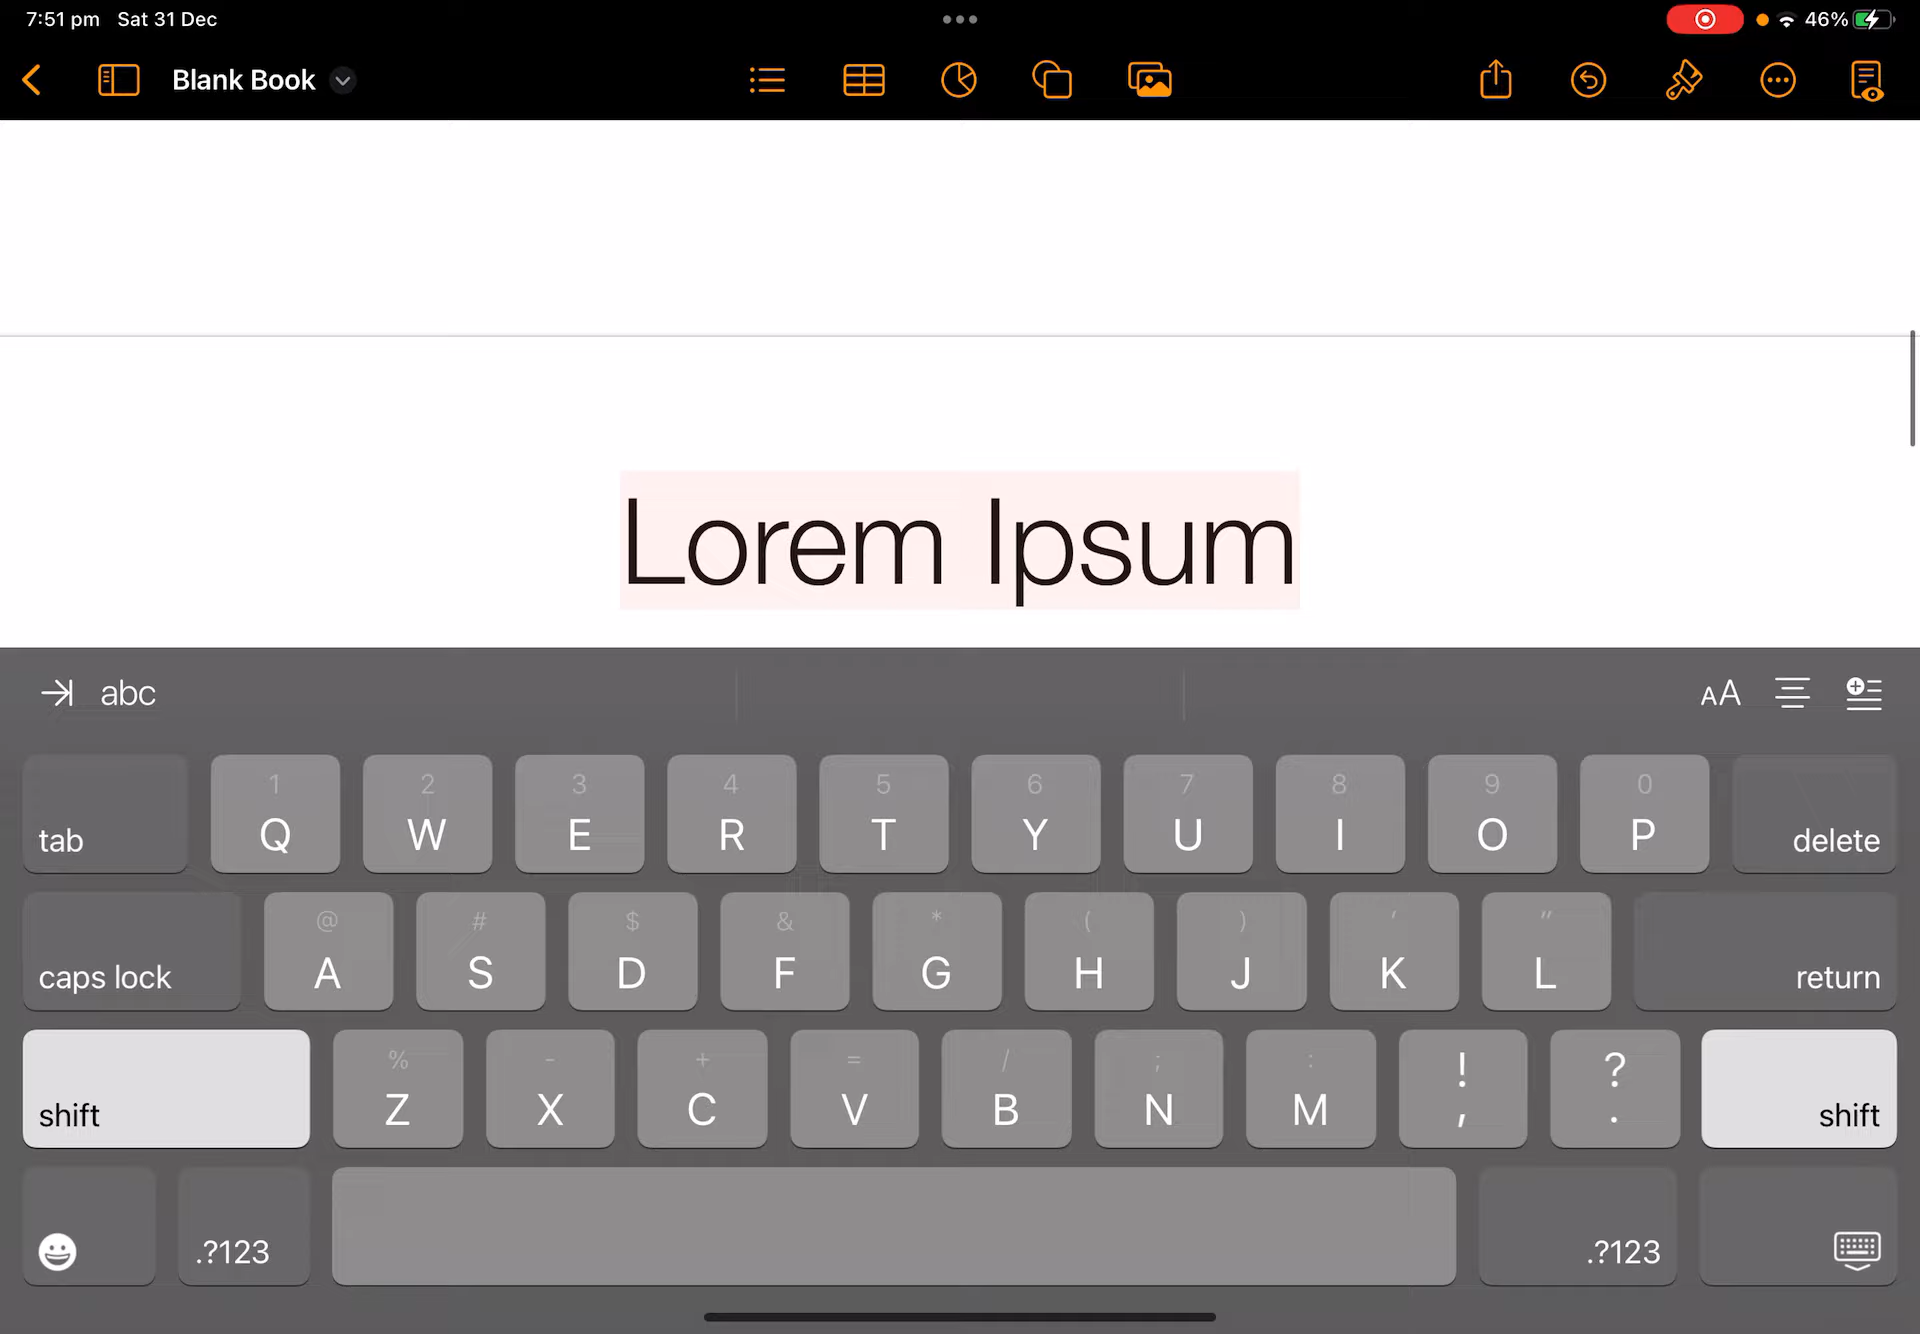 7:51 pm Sat 31 Dec
46%
Blank Book
Lorem Ipsum
abc
AA
tab 1 Q 2 W 3 E 4 R 5 T 6 Y 7 U 8 I 9 O 0 P delete
caps lock @ A # S $ D & F * G ( H ) J ' K " L return
shift % Z - X + C = V / B ; N : M ! , ? . shift
.?123 .?123